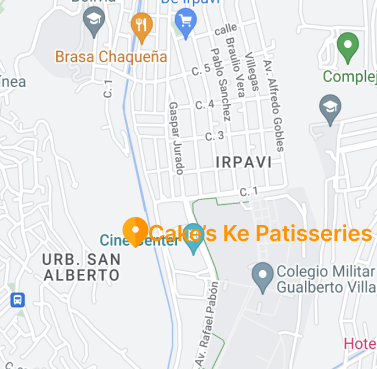 De Irpavi
calle
Brasa Chaqueña
Villegas
Braulio Vera
Pablo Sanchez
Av. Alfredo Gobles
Complej
C. 5
C. 1
C. 4
Gaspar Jurado
C. 3
IRPAVI
C. 1
Cake's Ke Patisseries
Cine Center
URB. SAN
ALBERTO
Colegio Militar
Gualberto Villa
Av. Rafael Pabón
Hote